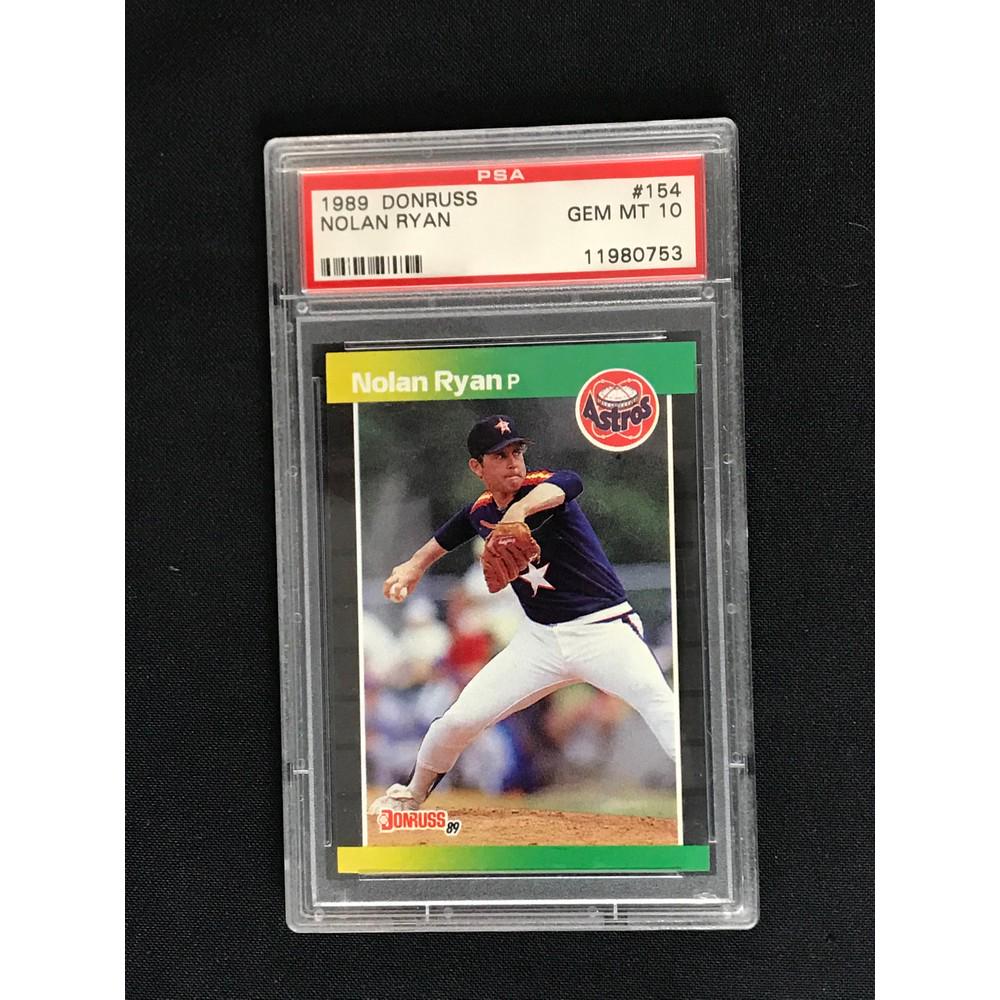 PSA
1989 DONRUSS #154
NOLAN RYAN GEM MT 10
11980753
Nolan Ryan P
Astros
DONRUSS 89